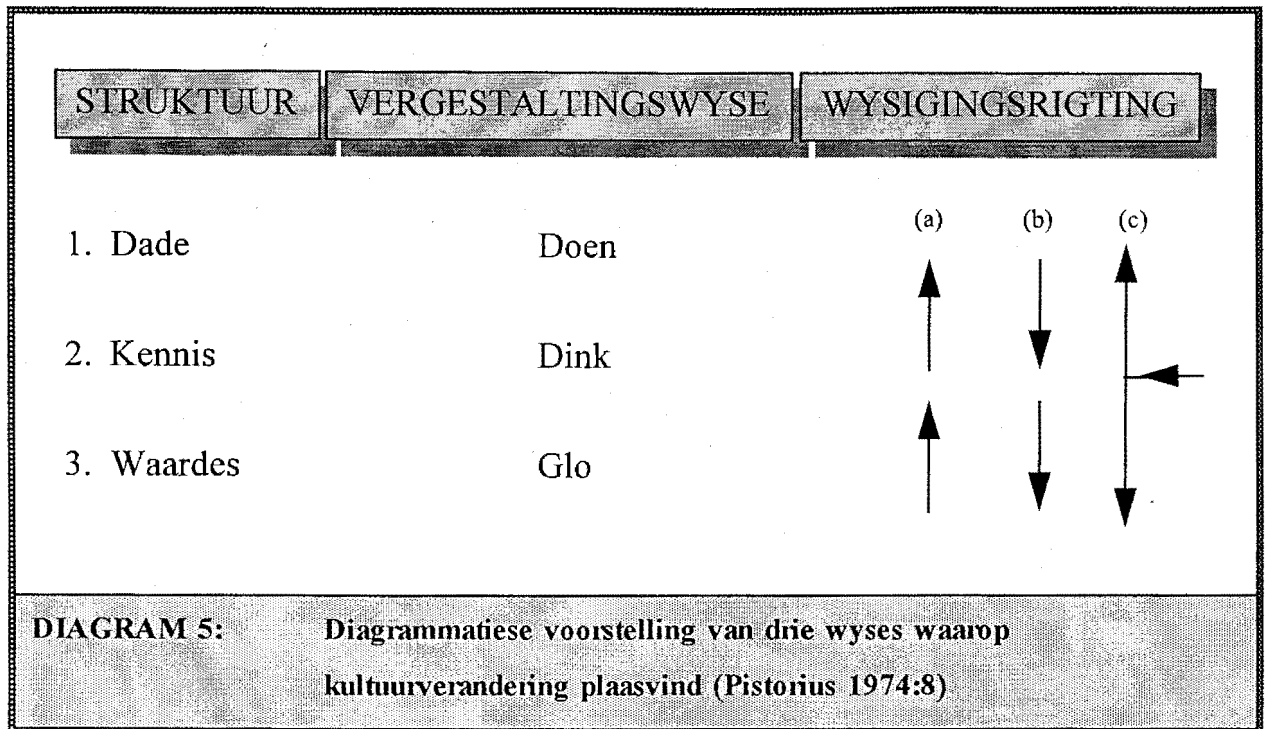 STRUKTUUR VERGESTALTINGSWYSE WYSIGINGSRIGTING
(a) (b) (c)
1. Dade Doen
2. Kennis Dink
3. Waardes Glo
DIAGRAM 5: Diagrammatiese voorstelling van drie wyses waarop
kultuurverandering plaasvind (Pistorius 1974:8)